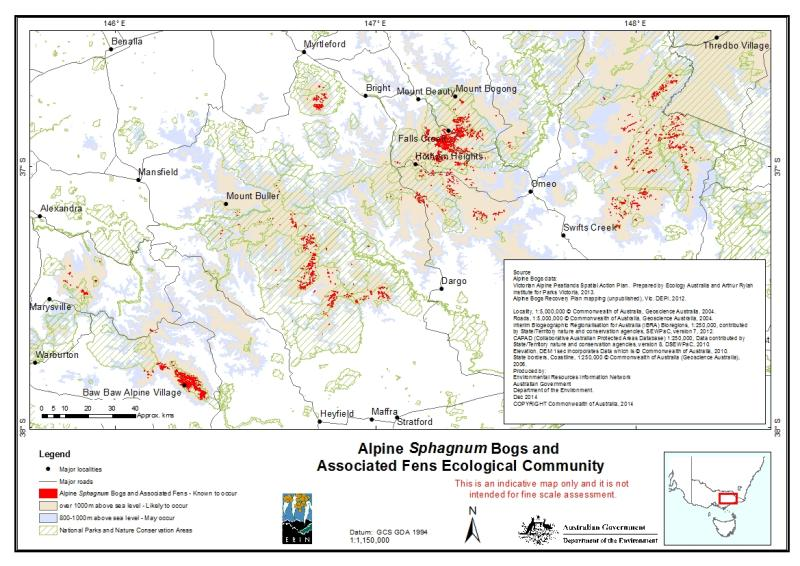 146° E
147° E
148° E
Benalla
Myrtleford
Thredbo Village
Bright
Mount Beauty
Mount Bogong
Falls Creek
Hotham Heights
37° S
37° S
Mansfield
Omeo
Mount Buller
Alexandra
Swifts Creek
Dargo
Marysville
Warburton
Baw Baw Alpine Village
Heyfield
Maffra
Stratford
38° S
38° S
0 5 10 20 30 40
Approx. kms
Source
Alpine Bogs data:
Victorian Alpine Peatlands Spatial Action Plan. Prepared by Ecology Australia and Arthur Rylah
Institute for Parks Victoria, 2013.
Alpine Bogs Recovery Plan mapping (unpublished), Vic. DEPI, 2012.
Locality, 1:5,000,000 © Commonwealth of Australia, Geoscience Australia, 2004.
Roads, 1:5,000,000 © Commonwealth of Australia, Geoscience Australia, 2004.
Interim Biogeographic Regionalisation for Australia (IBRA) Bioregions, 1:250,000, contributed
by State/Territory nature and conservation agencies, SEWPaC, version 7, 2012.
CAPAD (Collaborative Australian Protected Areas Database) 1:250,000, Data contributed by
State/Territory nature and conservation agencies, version 8, DSEWPaC, 2010.
Elevation, DEM 1sec incorporates Data which is © Commonwealth of Australia, 2010.
State borders, Coastline, 1:250,000 © Commonwealth of Australia (Geoscience Australia),
2006.
Produced by:
Environmental Resources Information Network
Australian Government
Department of the Environment.
Dec 2014
COPYRIGHT Commonwealth of Australia, 2014
Legend
Major localities
Major roads
Alpine Sphagnum Bogs and Associated Fens - Known to occur
over 1000m above sea level - Likely to occur
800-1000m above sea level - May occur
National Parks and Nature Conservation Areas
Alpine Sphagnum Bogs and
Associated Fens Ecological Community
This is an indicative map only and it is not
intended for fine scale assessment.
ERIN
Datum: GCS GDA 1994
1:1,150,000
N
Australian Government
Department of the Environment